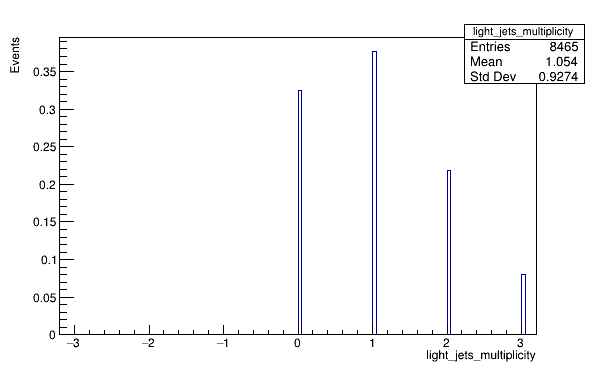 light_jets_multiplicity
Entries 8465
Mean 1.054
Std Dev 0.9274
Events
0.35
0.3
0.25
0.2
0.15
0.1
0.05
0
−3 −2 −1 0 1 2 3
light_jets_multiplicity